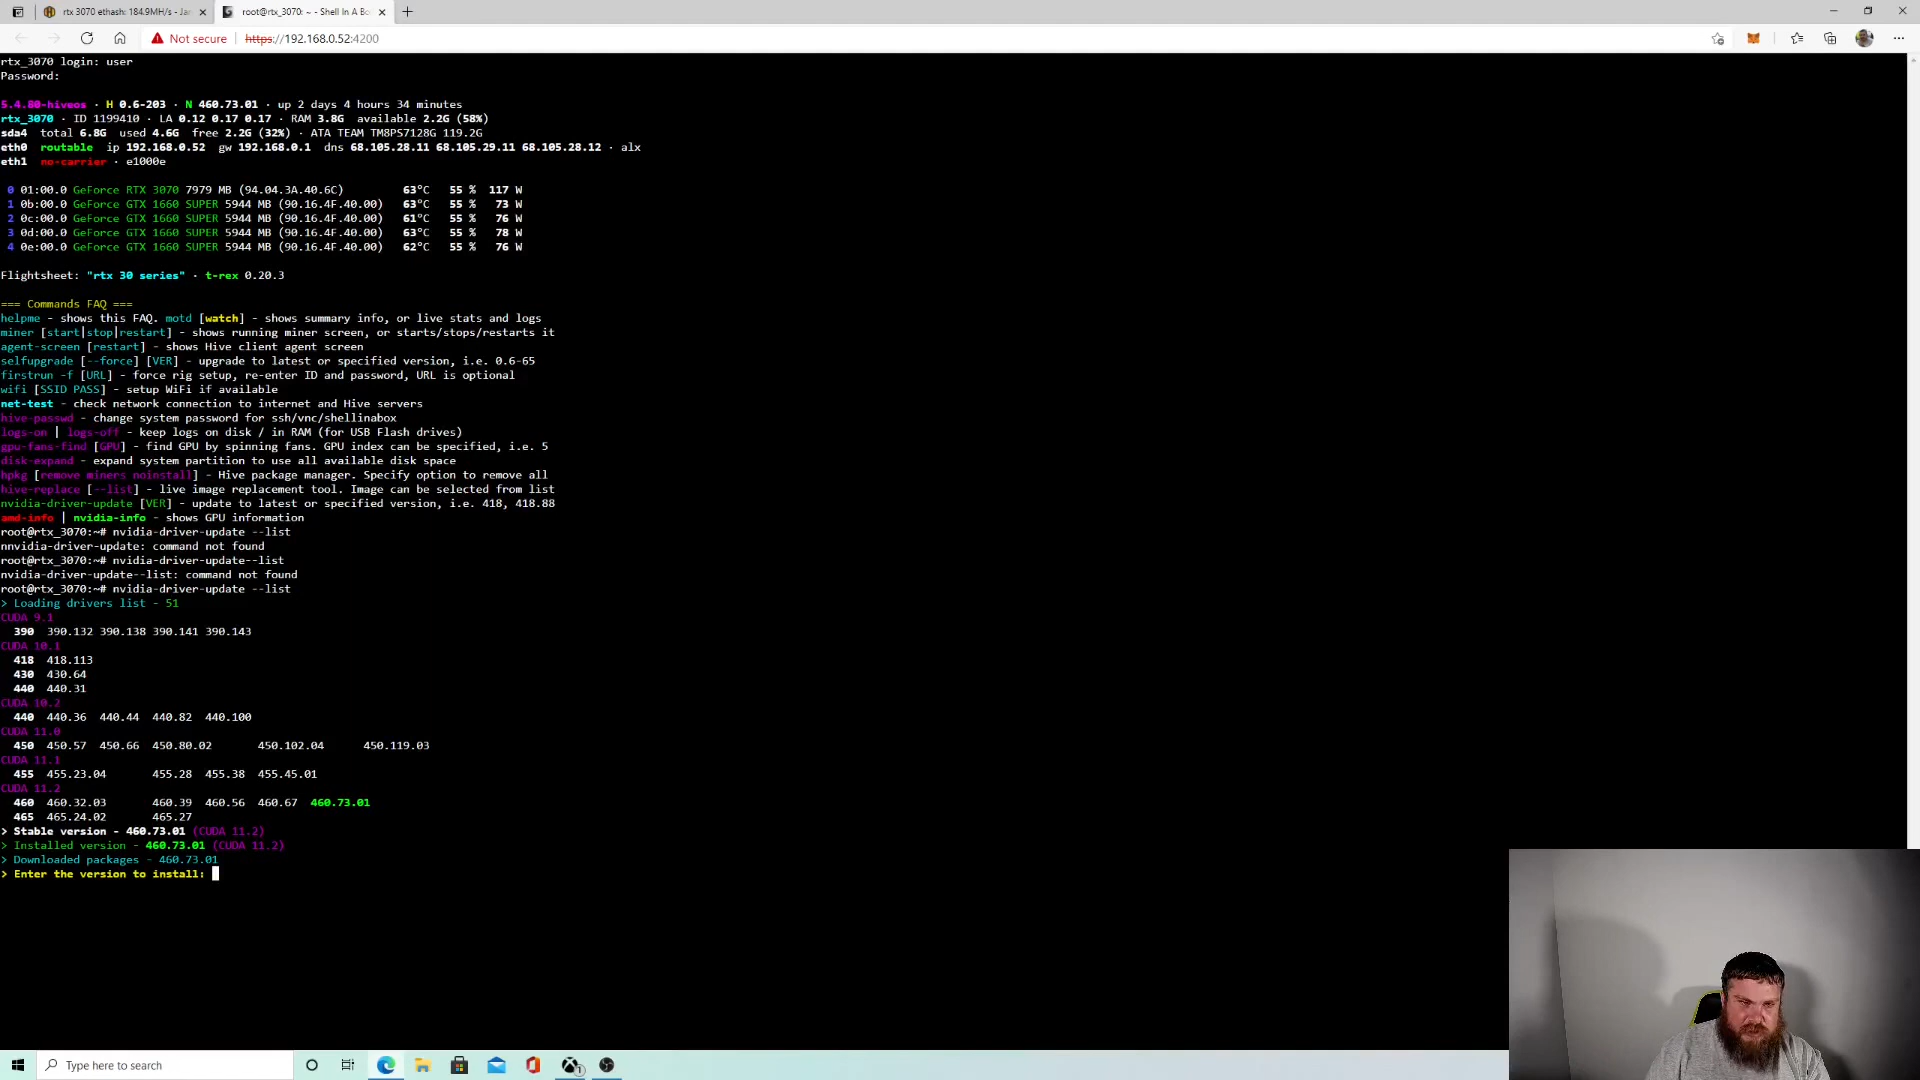 rtx 3070 ethash: 184.9MH/s - Jar
root@rtx_3070: ~ - Shell In A Bo
Not secure
https://192.168.0.52:4200
rtx_3070 login: user
Password:
5.4.80-hiveos · H 0.6-203 · N 460.73.01 · up 2 days 4 hours 34 minutes
rtx_3070 · ID 1199410 · LA 0.12 0.17 0.17 · RAM 3.8G available 2.2G (58%)
sda4 total 6.8G used 4.6G free 2.2G (32%) · ATA TEAM TM8PS7128G 119.2G
eth0 routable ip 192.168.0.52 gw 192.168.0.1 dns 68.105.28.11 68.105.29.11 68.105.28.12 · alx
eth1 no-carrier · e1000e
0 01:00.0 GeForce RTX 3070 7979 MB (94.04.3A.40.6C) 63°C 55 % 117 W
1 0b:00.0 GeForce GTX 1660 SUPER 5944 MB (90.16.4F.40.00) 63°C 55 % 73 W
2 0c:00.0 GeForce GTX 1660 SUPER 5944 MB (90.16.4F.40.00) 61°C 55 % 76 W
3 0d:00.0 GeForce GTX 1660 SUPER 5944 MB (90.16.4F.40.00) 63°C 55 % 78 W
4 0e:00.0 GeForce GTX 1660 SUPER 5944 MB (90.16.4F.40.00) 62°C 55 % 76 W
Flightsheet: "rtx 30 series" · t-rex 0.20.3
=== Commands FAQ ===
helpme - shows this FAQ. motd [watch] - shows summary info, or live stats and logs
miner [start|stop|restart] - shows running miner screen, or starts/stops/restarts it
agent-screen [restart] - shows Hive client agent screen
selfupgrade [--force] [VER] - upgrade to latest or specified version, i.e. 0.6-65
firstrun -f [URL] - force rig setup, re-enter ID and password, URL is optional
wifi [SSID PASS] - setup WiFi if available
net-test - check network connection to internet and Hive servers
hive-passwd - change system password for ssh/vnc/shellinabox
logs-on | logs-off - keep logs on disk / in RAM (for USB Flash drives)
gpu-fans-find [GPU] - find GPU by spinning fans. GPU index can be specified, i.e. 5
disk-expand - expand system partition to use all available disk space
hpkg [remove miners noinstall] - Hive package manager. Specify option to remove all
hive-replace [--list] - live image replacement tool. Image can be selected from list
nvidia-driver-update [VER] - update to latest or specified version, i.e. 418, 418.88
amd-info | nvidia-info - shows GPU information
root@rtx_3070:~# nvidia-driver-update --list
nnvidia-driver-update: command not found
root@rtx_3070:~# nvidia-driver-update--list
nvidia-driver-update--list: command not found
root@rtx_3070:~# nvidia-driver-update --list
> Loading drivers list - 51
CUDA 9.1
390 390.132 390.138 390.141 390.143
CUDA 10.1
418 418.113
430 430.64
440 440.31
CUDA 10.2
440 440.36 440.44 440.82 440.100
CUDA 11.0
450 450.57 450.66 450.80.02 450.102.04 450.119.03
CUDA 11.1
455 455.23.04 455.28 455.38 455.45.01
CUDA 11.2
460 460.32.03 460.39 460.56 460.67 460.73.01
465 465.24.02 465.27
> Stable version - 460.73.01 (CUDA 11.2)
> Installed version - 460.73.01 (CUDA 11.2)
> Downloaded packages - 460.73.01
> Enter the version to install:
Type here to search